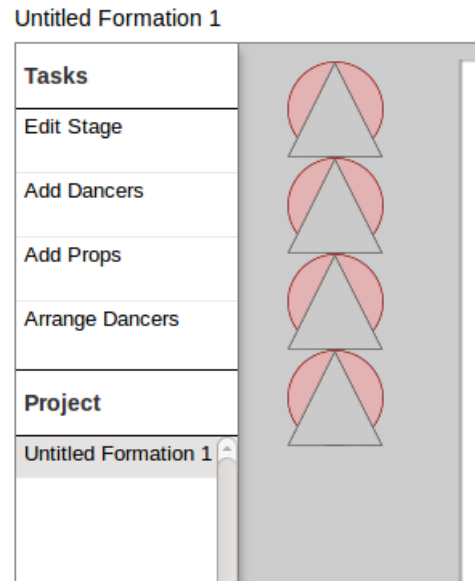 Untitled Formation 1
Tasks
Edit Stage
Add Dancers
Add Props
Arrange Dancers
Project
Untitled Formation 1